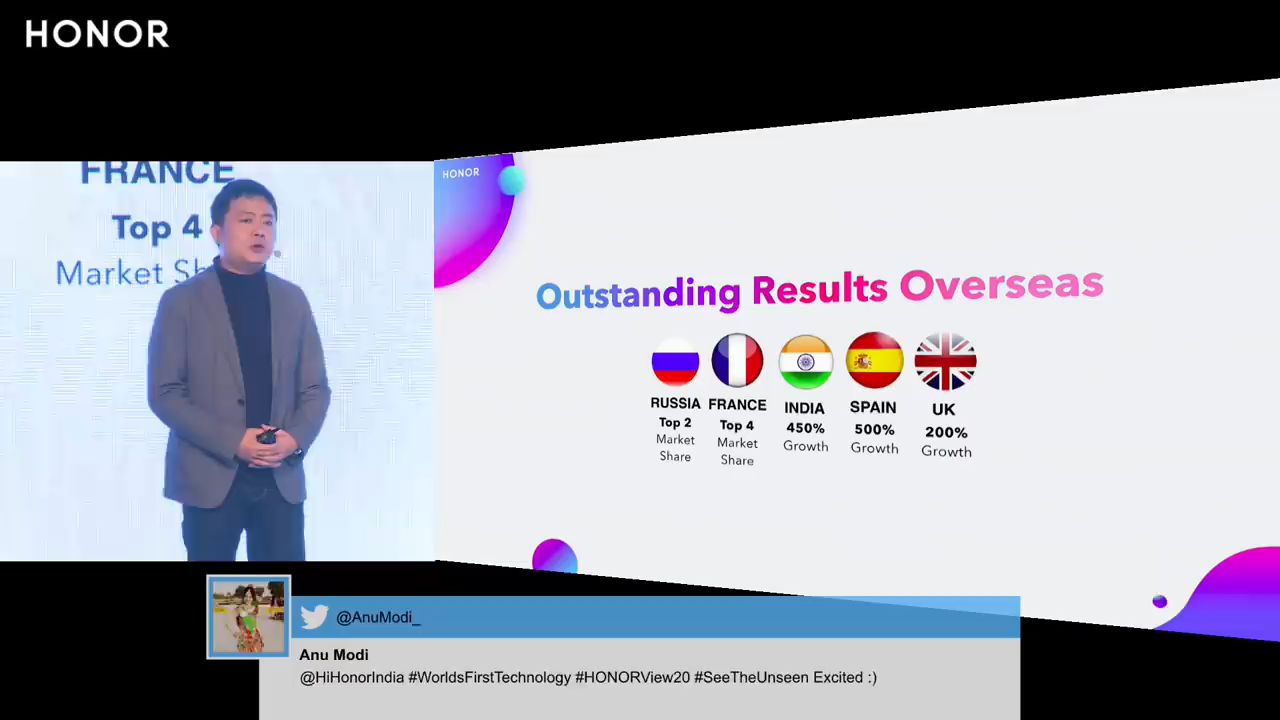 HONOR
FRANCE
Top 4
Market Sh
HONOR
Outstanding Results Overseas
RUSSIA
Top 2
Market
Share
FRANCE
Top 4
Market
Share
INDIA
450%
Growth
SPAIN
500%
Growth
UK
200%
Growth
@AnuModi_
Anu Modi
@HiHonorIndia #WorldsFirstTechnology #HONORView20 #SeeTheUnseen Excited :)